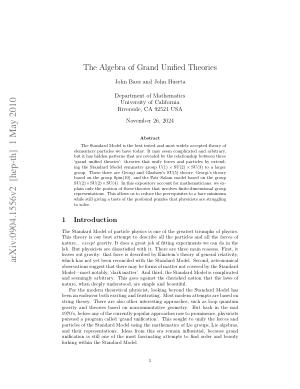 arXiv:0904.1556v2 [hep-th] 1 May 2010
The Algebra of Grand Unified Theories
John Baez and John Huerta
Department of Mathematics
University of California
Riverside, CA 92521 USA
November 26, 2024
Abstract
The Standard Model is the best tested and most widely accepted theory of
elementary particles we have today. It may seem complicated and arbitrary,
but it has hidden patterns that are revealed by the relationship between three
'grand unified theories': theories that unify forces and particles by extend-
ing the Standard Model symmetry group U(1) × SU(2) × SU(3) to a larger
group. These three are Georgi and Glashow's SU(5) theory, Georgi's theory
based on the group Spin(10), and the Pati–Salam model based on the group
SU(2)×SU(2)×SU(4). In this expository account for mathematicians, we ex-
plain only the portion of these theories that involves finite-dimensional group
representations. This allows us to reduce the prerequisites to a bare minimum
while still giving a taste of the profound puzzles that physicists are struggling
to solve.
1 Introduction
The Standard Model of particle physics is one of the greatest triumphs of physics.
This theory is our best attempt to describe all the particles and all the forces of
nature... except gravity. It does a great job of fitting experiments we can do in the
lab. But physicists are dissatisfied with it. There are three main reasons. First, it
leaves out gravity: that force is described by Einstein's theory of general relativity,
which has not yet been reconciled with the Standard Model. Second, astronomical
observations suggest that there may be forms of matter not covered by the Standard
Model—most notably, 'dark matter'. And third, the Standard Model is complicated
and seemingly arbitrary. This goes against the cherished notion that the laws of
nature, when deeply understood, are simple and beautiful.
For the modern theoretical physicist, looking beyond the Standard Model has
been an endeavor both exciting and frustrating. Most modern attempts are based on
string theory. There are also other interesting approaches, such as loop quantum
gravity and theories based on noncommutative geometry. But back in the mid
1970's, before any of the currently popular approaches rose to prominence, physicists
pursued a program called 'grand unification'. This sought to unify the forces and
particles of the Standard Model using the mathematics of Lie groups, Lie algebras,
and their representations. Ideas from this era remain influential, because grand
unification is still one of the most fascinating attempts to find order and beauty
lurking within the Standard Model.
1